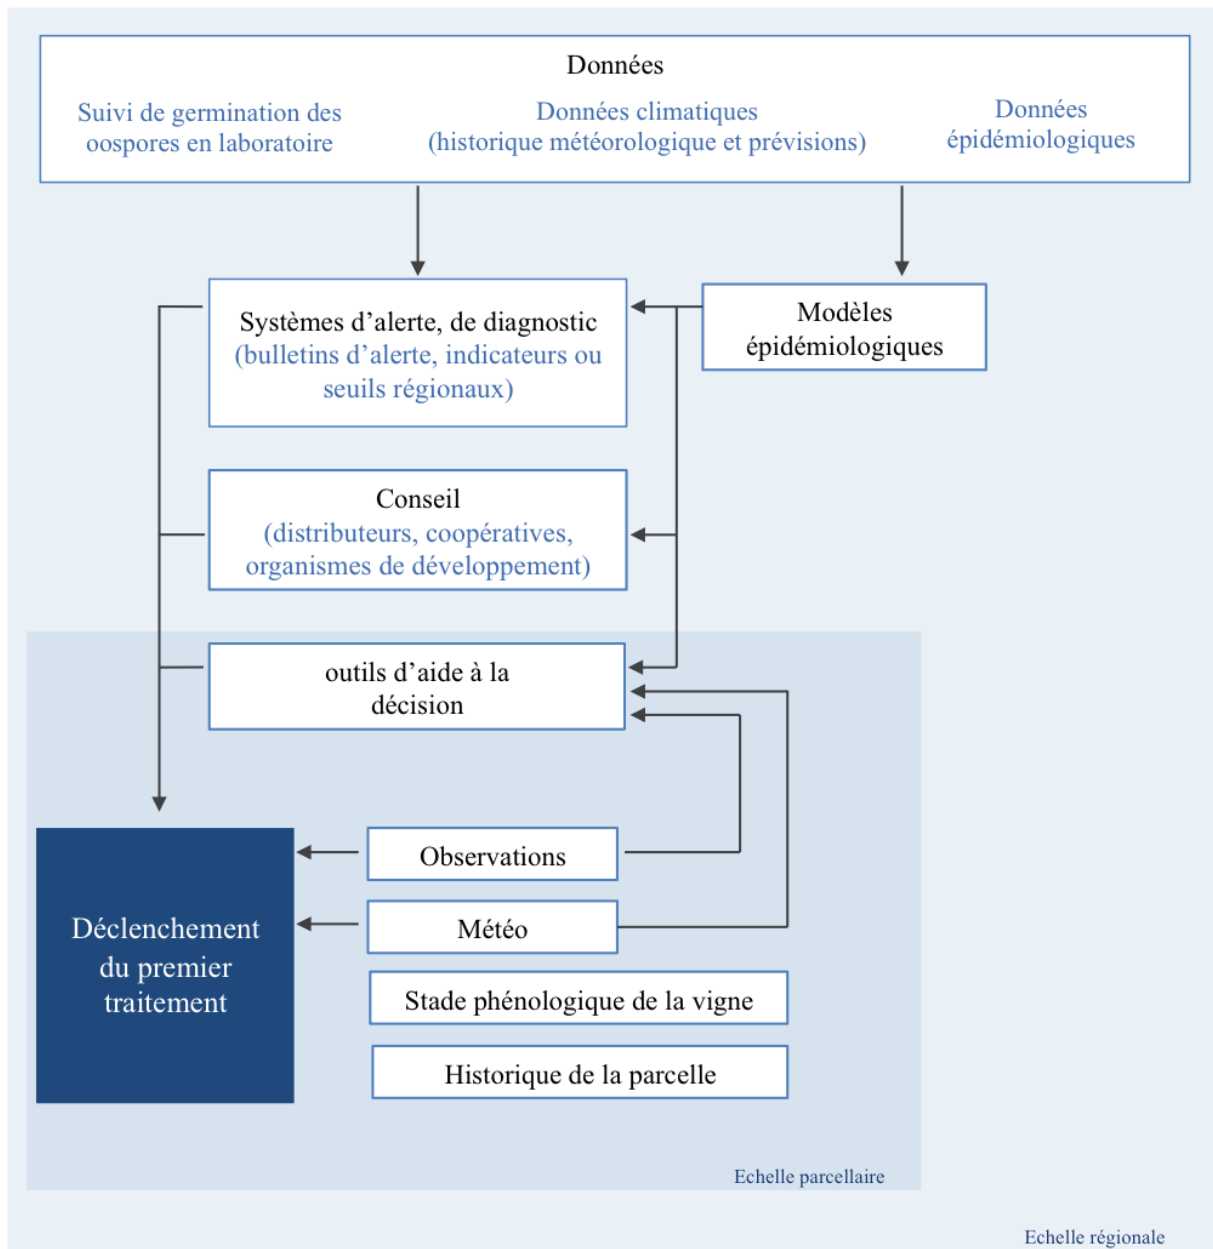 Données
Suivi de germination des
oospores en laboratoire
Données climatiques
(historique météorologique et prévisions)
Données
épidémiologiques
Systèmes d’alerte, de diagnostic
(bulletins d’alerte, indicateurs ou
seuils régionaux)
Modèles
épidémiologiques
Conseil
(distributeurs, coopératives,
organismes de développement)
outils d’aide à la
décision
Observations
Déclenchement
du premier
traitement
Météo
Stade phénologique de la vigne
Historique de la parcelle
Echelle parcellaire
Echelle régionale